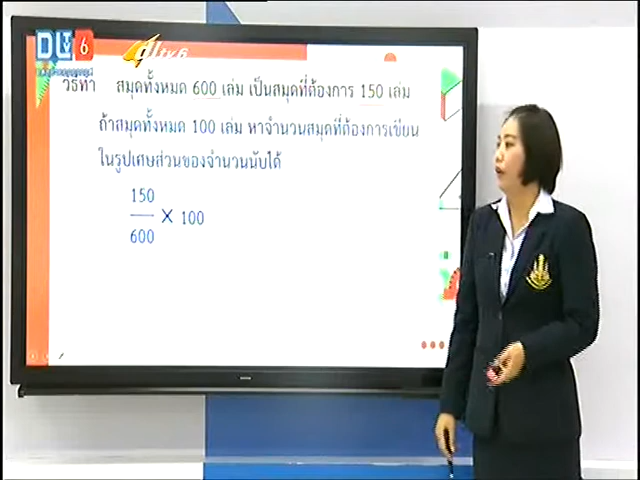 DLTV 6
dltv6
วิธีทำ สมุดทั้งหมด 600 เล่ม เป็นสมุดที่ต้องการ 150 เล่ม
ถ้าสมุดทั้งหมด 100 เล่ม หาจำนวนสมุดที่ต้องการเขียน
ในรูปเศษส่วนของจำนวนนับได้
150
600
× 100